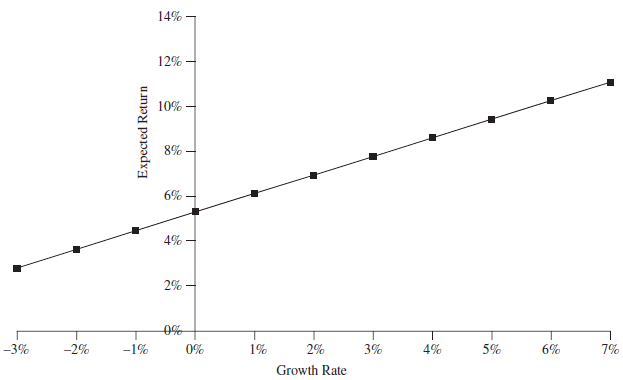 14%
12%
10%
8%
6%
4%
2%
0%
Expected Return
–3% –2% –1% 0% 1% 2% 3% 4% 5% 6% 7%
Growth Rate